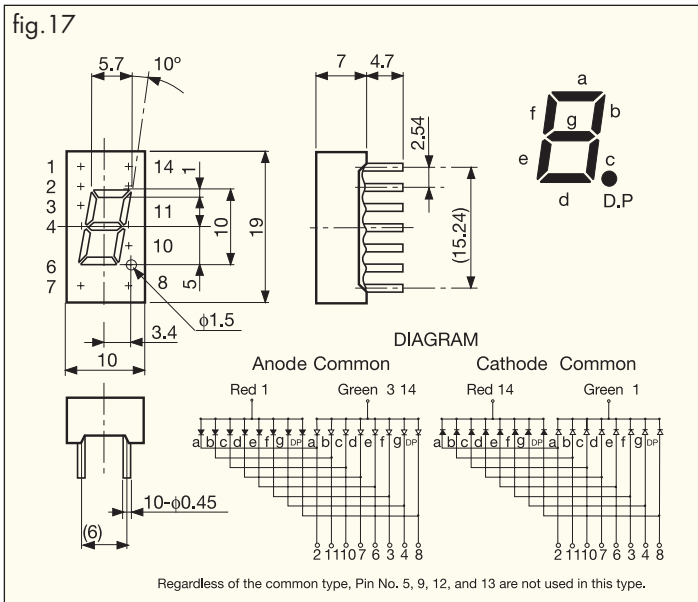 fig.17
5.7 10°
7 4.7
1 14
2
3 11
4
10
6 8
7
1
10
19
5
φ1.5
3.4
10
2.54
(15.24)
a
f b
g
e c
d D.P
DIAGRAM
Anode Common Cathode Common
Red 1 Green 3 14 Red 14 Green 1
a b c d e f g DP a b c d e f g DP a b c d e f g DP a b c d e f g DP
2 11 10 7 6 3 4 8 2 11 10 7 6 3 4 8
10-φ0.45
(6)
Regardless of the common type, Pin No. 5, 9, 12, and 13 are not used in this type.